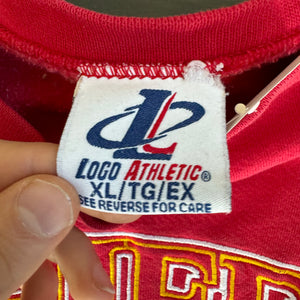 LOGO ATHLETIC®
XL/TG/EX
SEE REVERSE FOR CARE